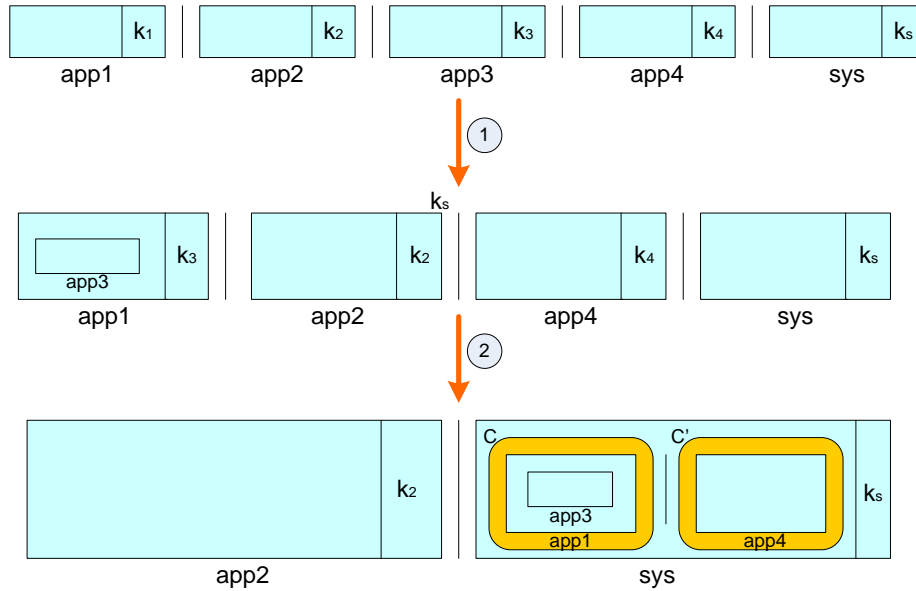 k1 k2 k3 k4 ks
app1 app2 app3 app4 sys
1
ks
k3 k2 k4 ks
app3
app1 app2 app4 sys
2
C C'
k2 ks
app3
app1 app4
app2 sys